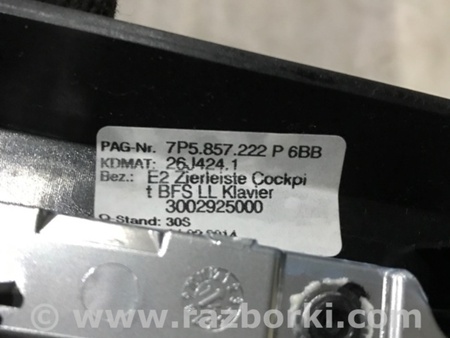 PAG-Nr. 7P5.857.222 P 6BB
KDMAT: 26J424.1
Bez.: E2 Zierleiste Cockpi
t BFS LL Klavier
3002925000
Q-Stand: 30S
© www.razborki.com